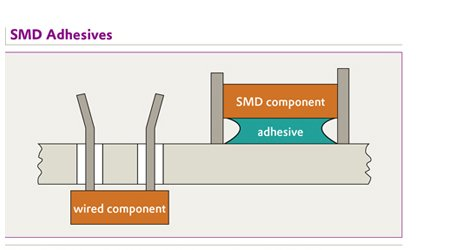 SMD Adhesives
SMD component
adhesive
wired component